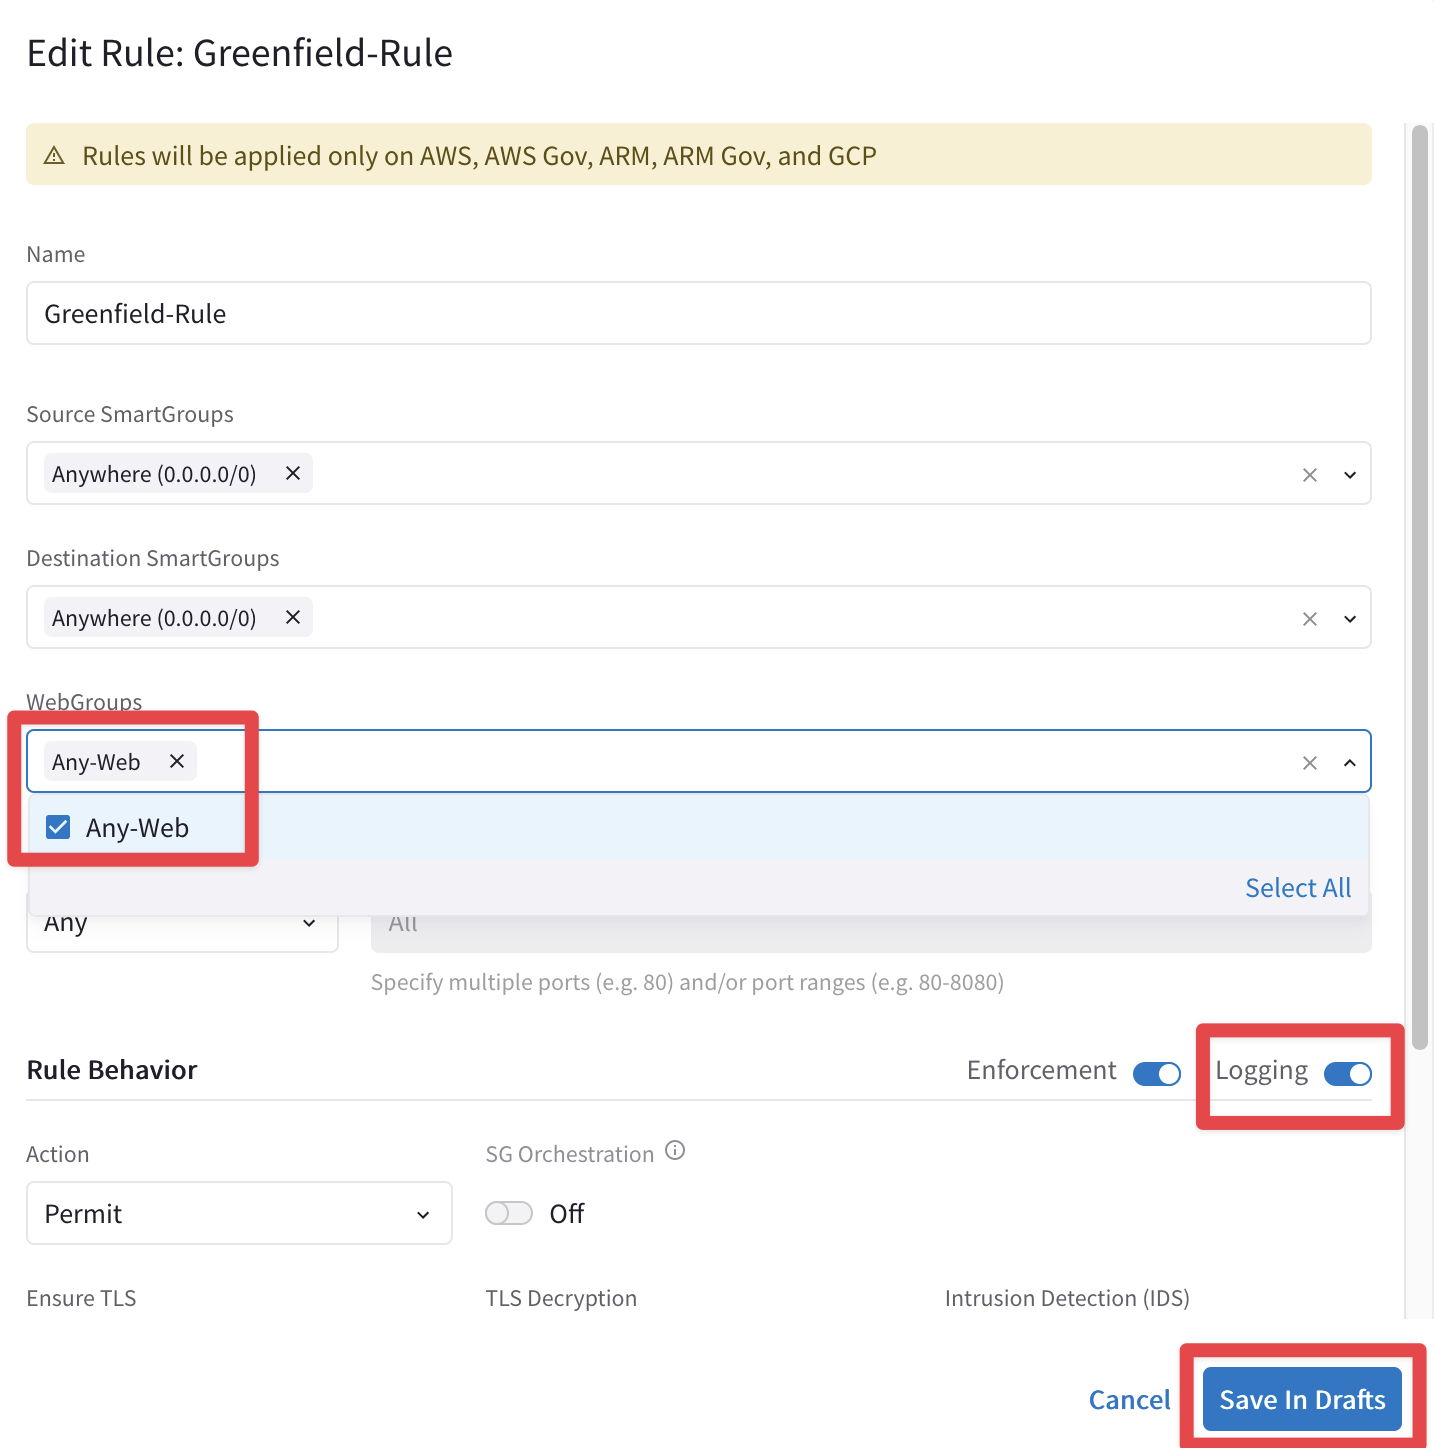 Edit Rule: Greenfield-Rule
Rules will be applied only on AWS, AWS Gov, ARM, ARM Gov, and GCP
Name
Greenfield-Rule
Source SmartGroups
Anywhere (0.0.0.0/0)
Destination SmartGroups
Anywhere (0.0.0.0/0)
WebGroups
Any-Web
Any-Web
Select All
Any All
Specify multiple ports (e.g. 80) and/or port ranges (e.g. 80-8080)
Rule Behavior Enforcement Logging
Action SG Orchestration
Permit Off
Ensure TLS TLS Decryption Intrusion Detection (IDS)
Cancel Save In Drafts